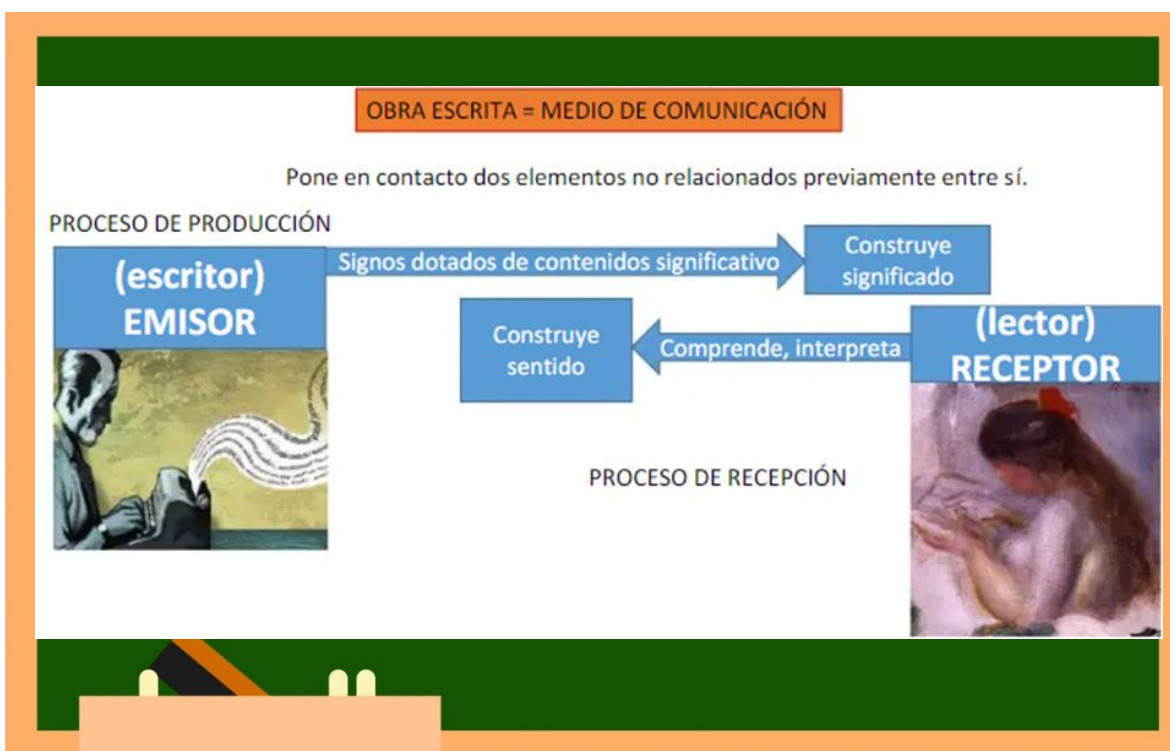 OBRA ESCRITA = MEDIO DE COMUNICACIÓN
Pone en contacto dos elementos no relacionados previamente entre sí.
PROCESO DE PRODUCCIÓN
(escritor)
EMISOR
Signos dotados de contenidos significativo
Construye
significado
Construye
sentido
Comprende, interpreta
(lector)
RECEPTOR
PROCESO DE RECEPCIÓN